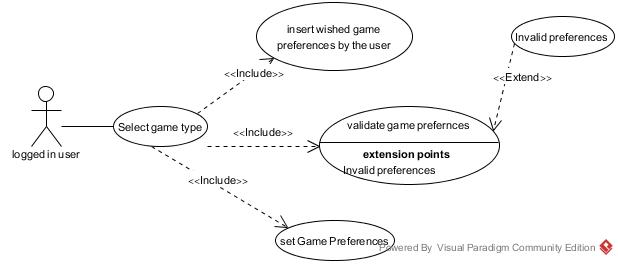 insert wished game
preferences by the user
Invalid preferences
<<Include>>
<<Extend>>
Select game type
<<Include>>
validate game prefernces
extension points
Invalid preferences
logged in user
<<Include>>
set Game Preferences
Powered By Visual Paradigm Community Edition